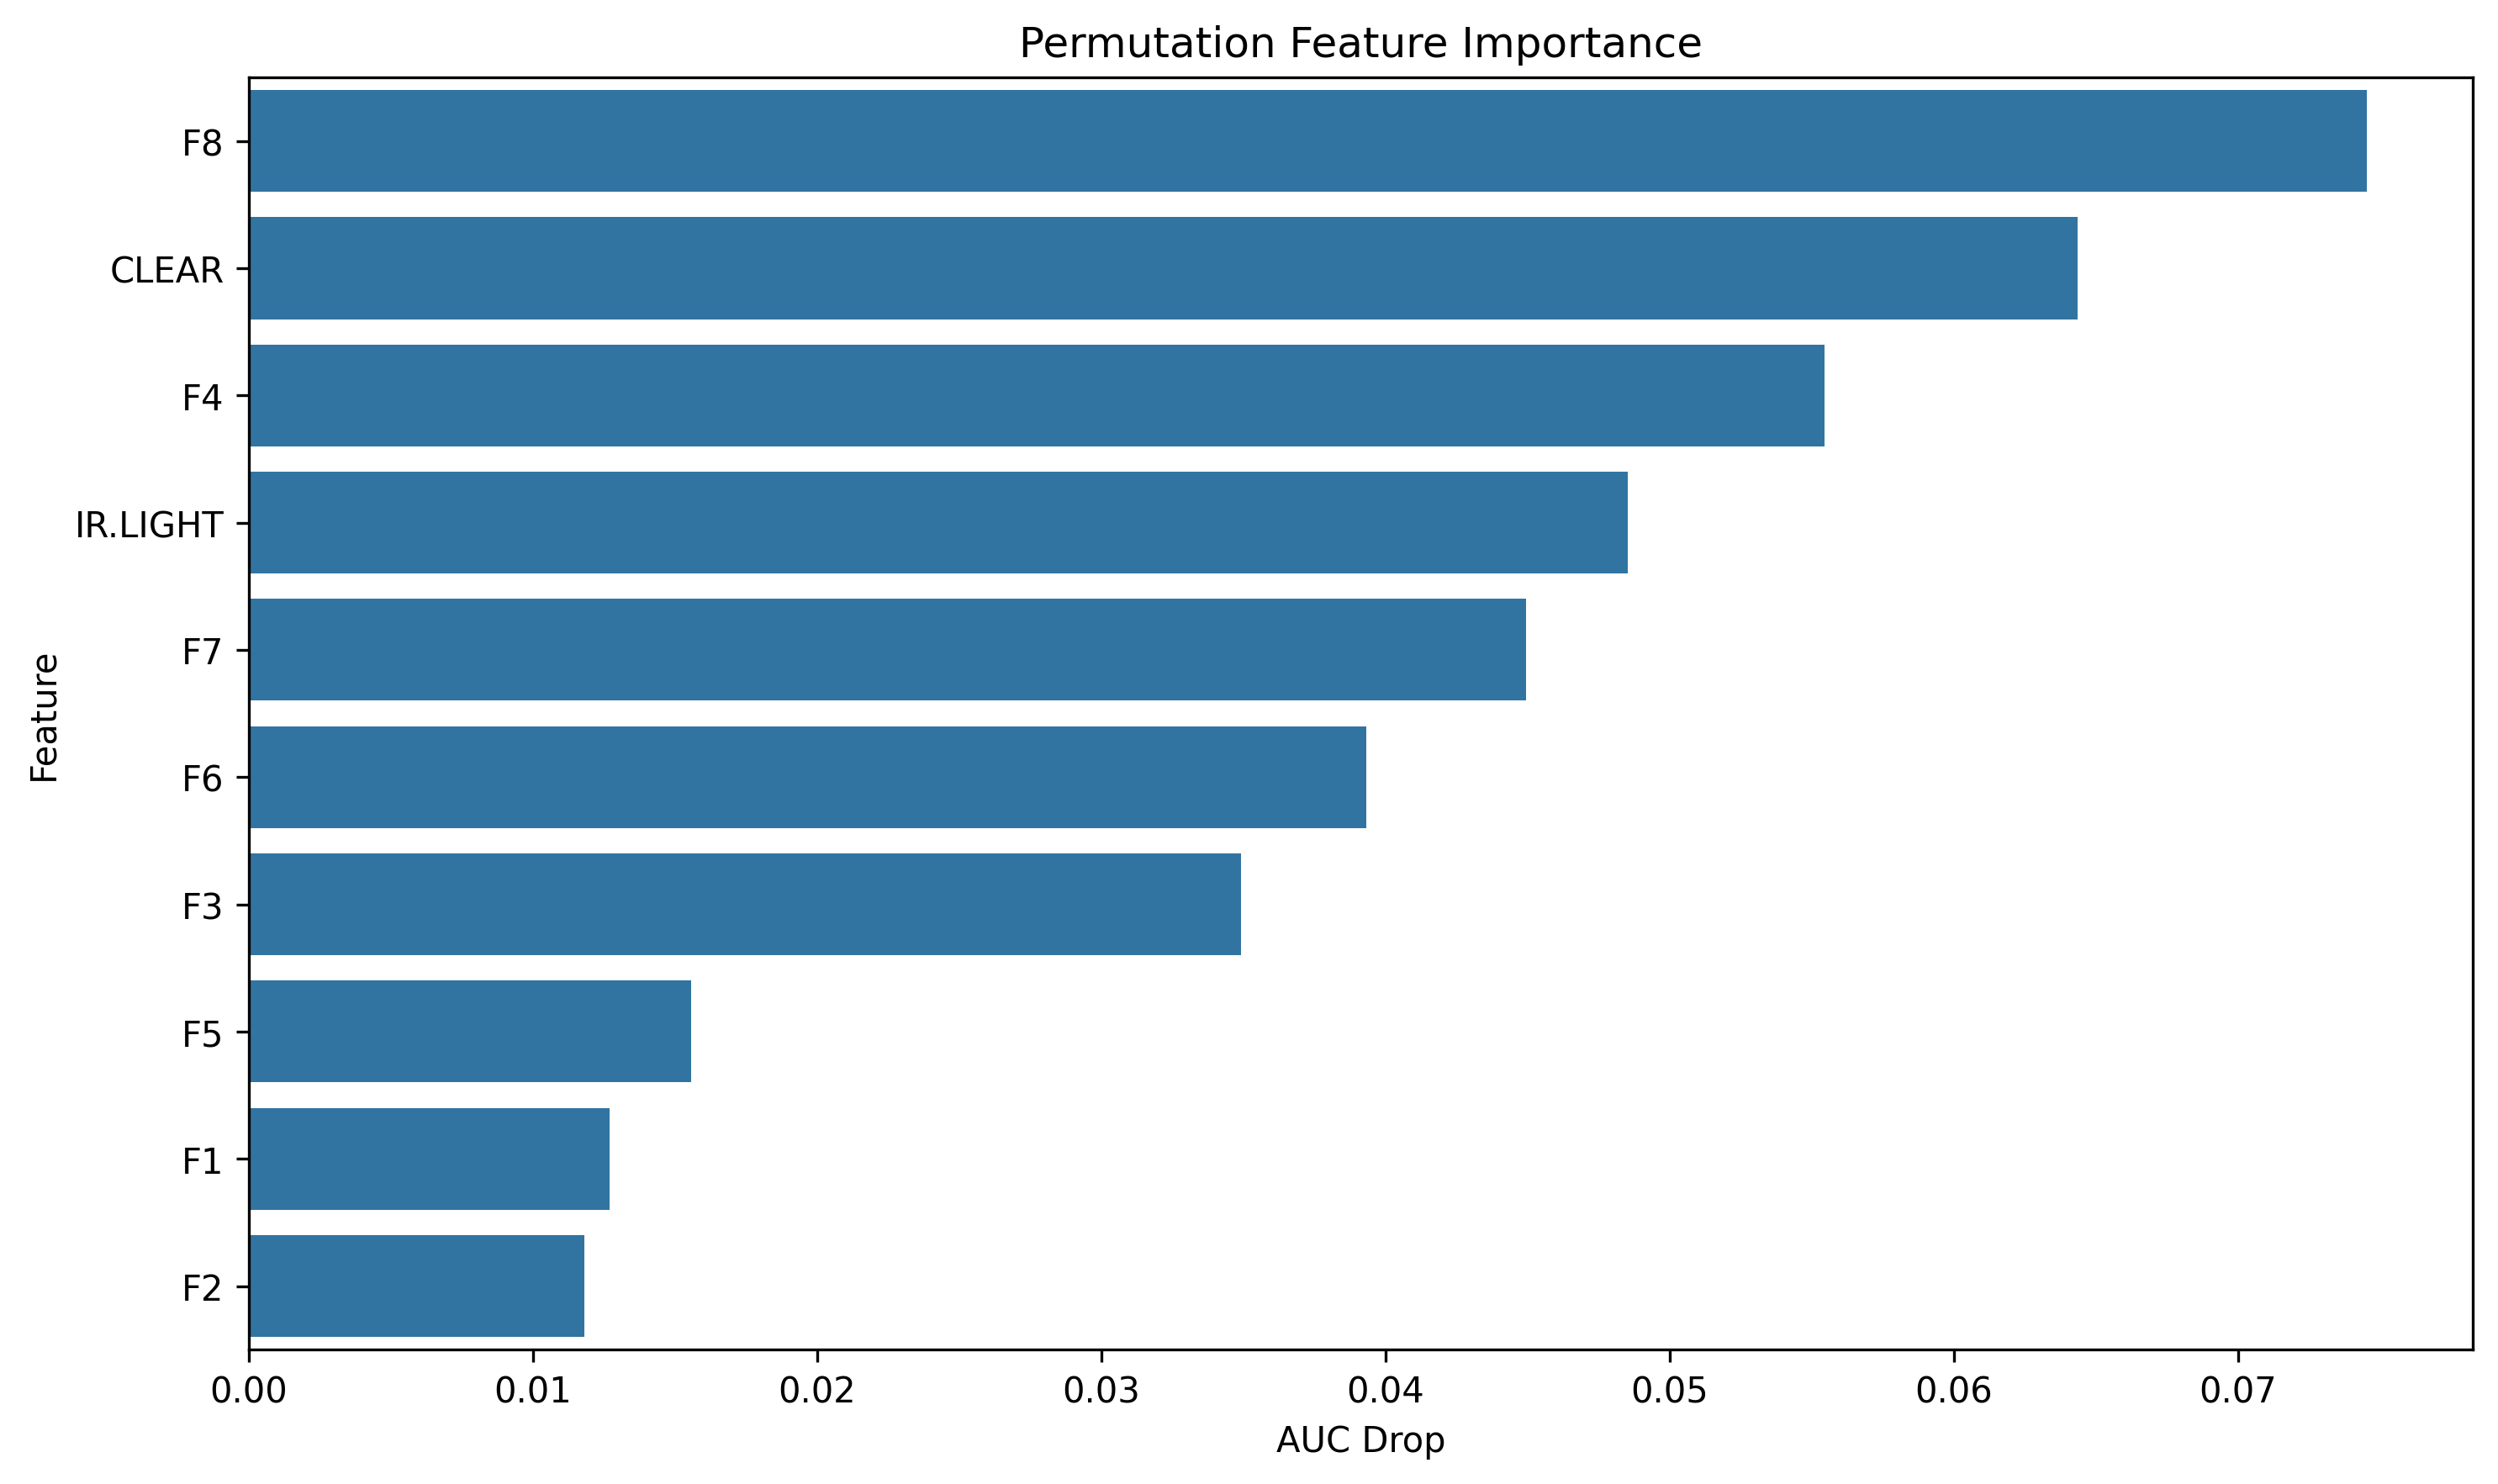 Permutation Feature Importance
F8
CLEAR
F4
IR.LIGHT
F7
F6
F3
F5
F1
F2
Feature
0.00 0.01 0.02 0.03 0.04 0.05 0.06 0.07
AUC Drop